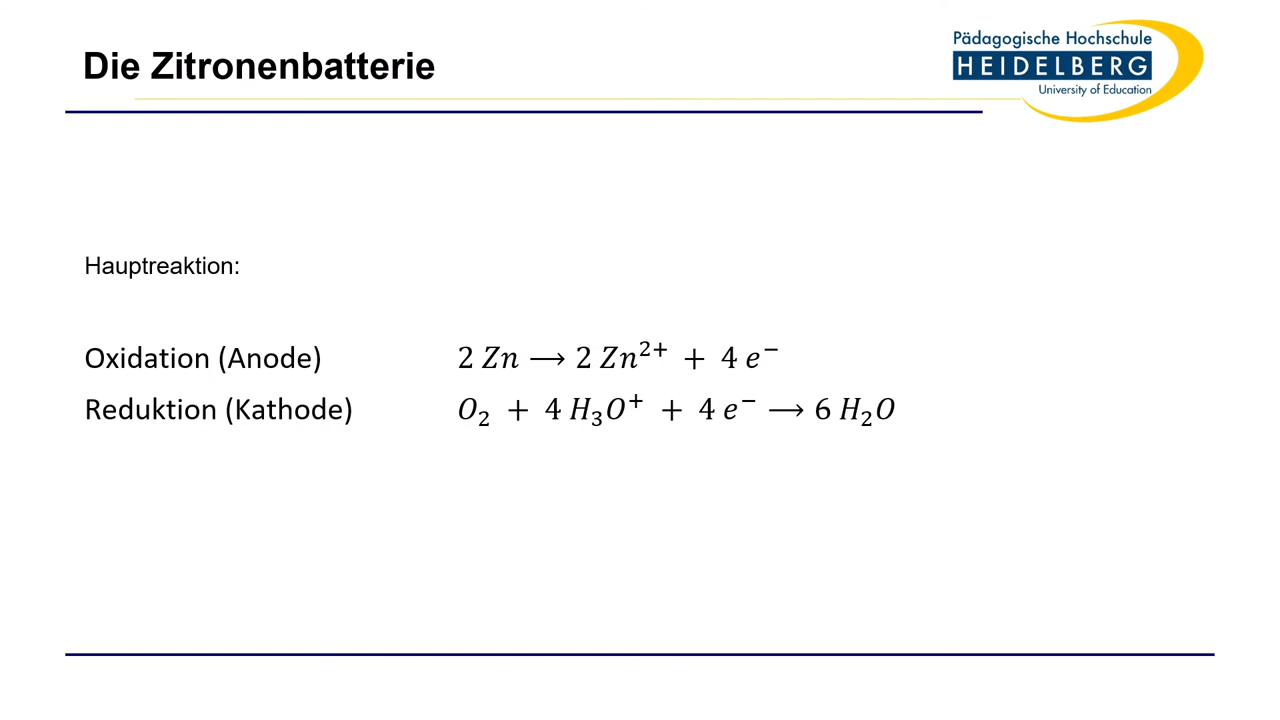 Die Zitronenbatterie
Pädagogische Hochschule
HEIDELBERG
University of Education
Hauptreaktion:
Oxidation (Anode) 2 Zn ⟶ 2 Zn²⁺ + 4 e⁻
Reduktion (Kathode) O₂ + 4 H₃O⁺ + 4 e⁻ ⟶ 6 H₂O